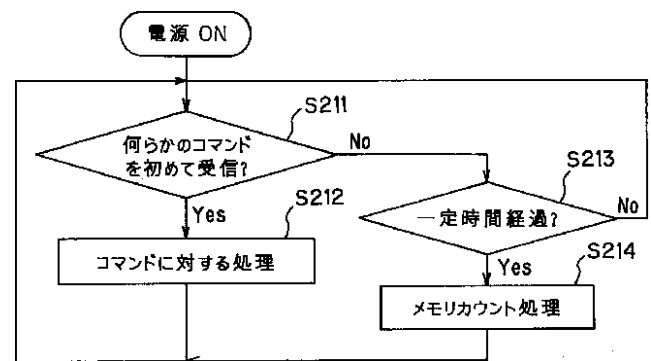 電源 ON
S211
何らかのコマンド
を初めて受信?
No
S213
Yes
S212
一定時間経過?
No
コマンドに対する処理
Yes
S214
メモリカウント処理